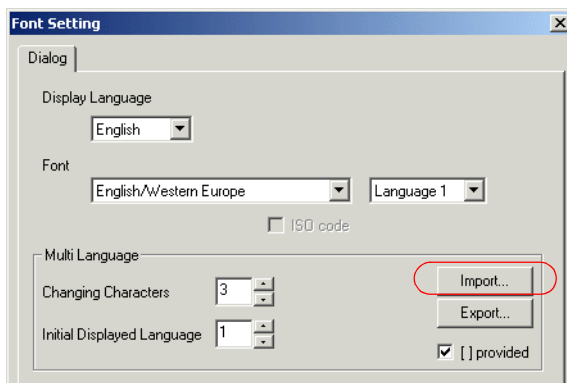 Font Setting
Dialog
Display Language
English
Font
English/Western Europe Language 1
ISO code
Multi Language
Changing Characters 3 Import...
Export...
Initial Displayed Language 1
[ ] provided